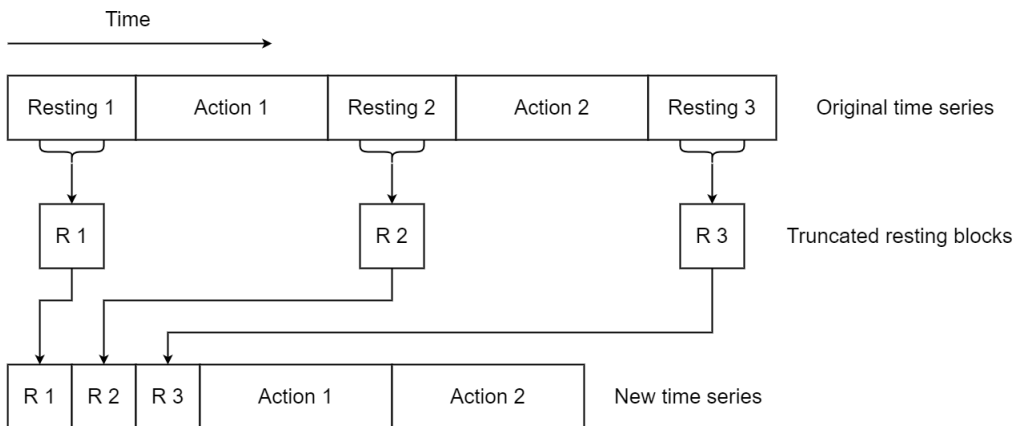 Time
Resting 1 Action 1 Resting 2 Action 2 Resting 3 Original time series
R 1 R 2 R 3 Truncated resting blocks
R 1 R 2 R 3 Action 1 Action 2 New time series